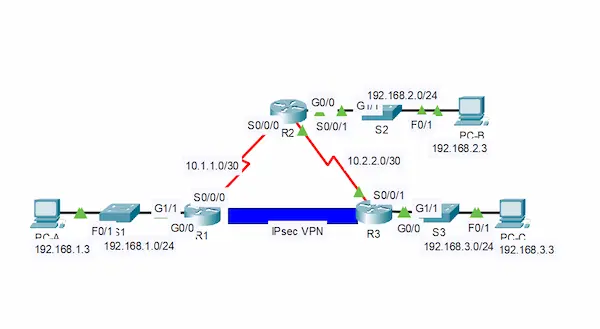 192.168.2.0/24
G0/0
G1/1
S0/0/0
R2
S0/0/1
S2
F0/1
PC-B
192.168.2.3
10.1.1.0/30
10.2.2.0/30
S0/0/0
S0/0/1
G1/1
G1/1
PC-A
F0/1
S1
G0/0
R1
IPsec VPN
R3
G0/0
S3
F0/1
PC-C
192.168.1.3
192.168.1.0/24
192.168.3.0/24
192.168.3.3